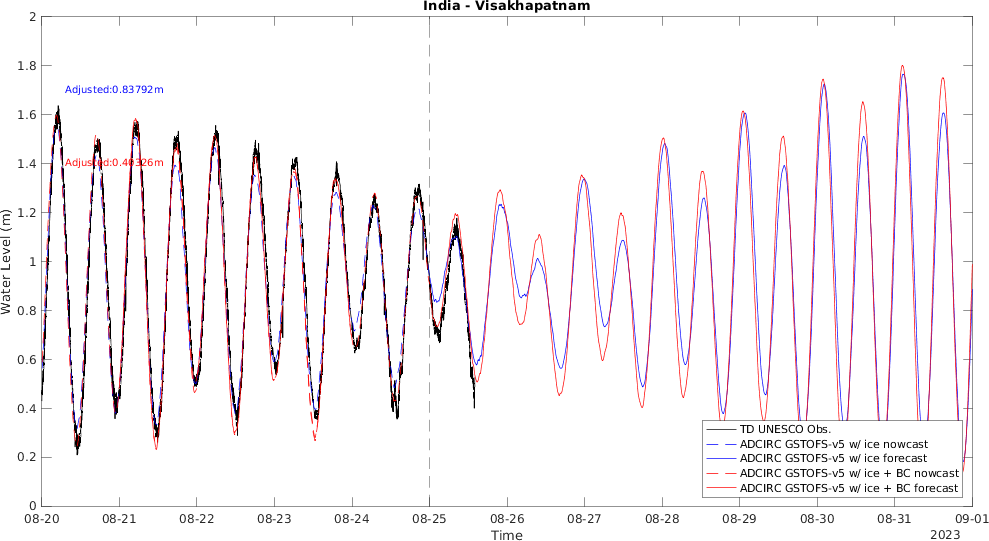 India - Visakhapatnam
Adjusted:0.83792m
Adjusted:0.40326m
Water Level (m)
2
1.8
1.6
1.4
1.2
1
0.8
0.6
0.4
0.2
0
TD UNESCO Obs.
ADCIRC GSTOFS-v5 w/ ice nowcast
ADCIRC GSTOFS-v5 w/ ice forecast
ADCIRC GSTOFS-v5 w/ ice + BC nowcast
ADCIRC GSTOFS-v5 w/ ice + BC forecast
08-20 08-21 08-22 08-23 08-24 08-25 08-26 08-27 08-28 08-29 08-30 08-31 09-01
Time
2023